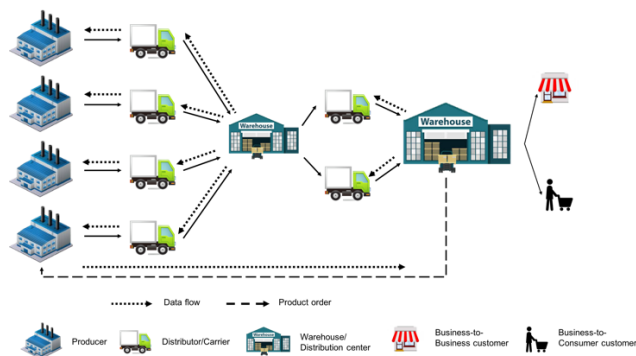 Warehouse
Warehouse
Data flow
Product order
Producer
Distributor/Carrier
Warehouse/
Distribution center
Business-to-
Business customer
Business-to-
Consumer customer